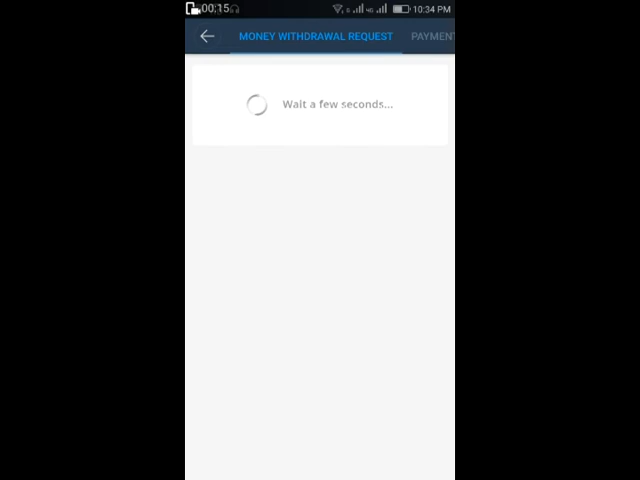 00:15
10:34 PM
MONEY WITHDRAWAL REQUEST PAYMENT
Wait a few seconds...